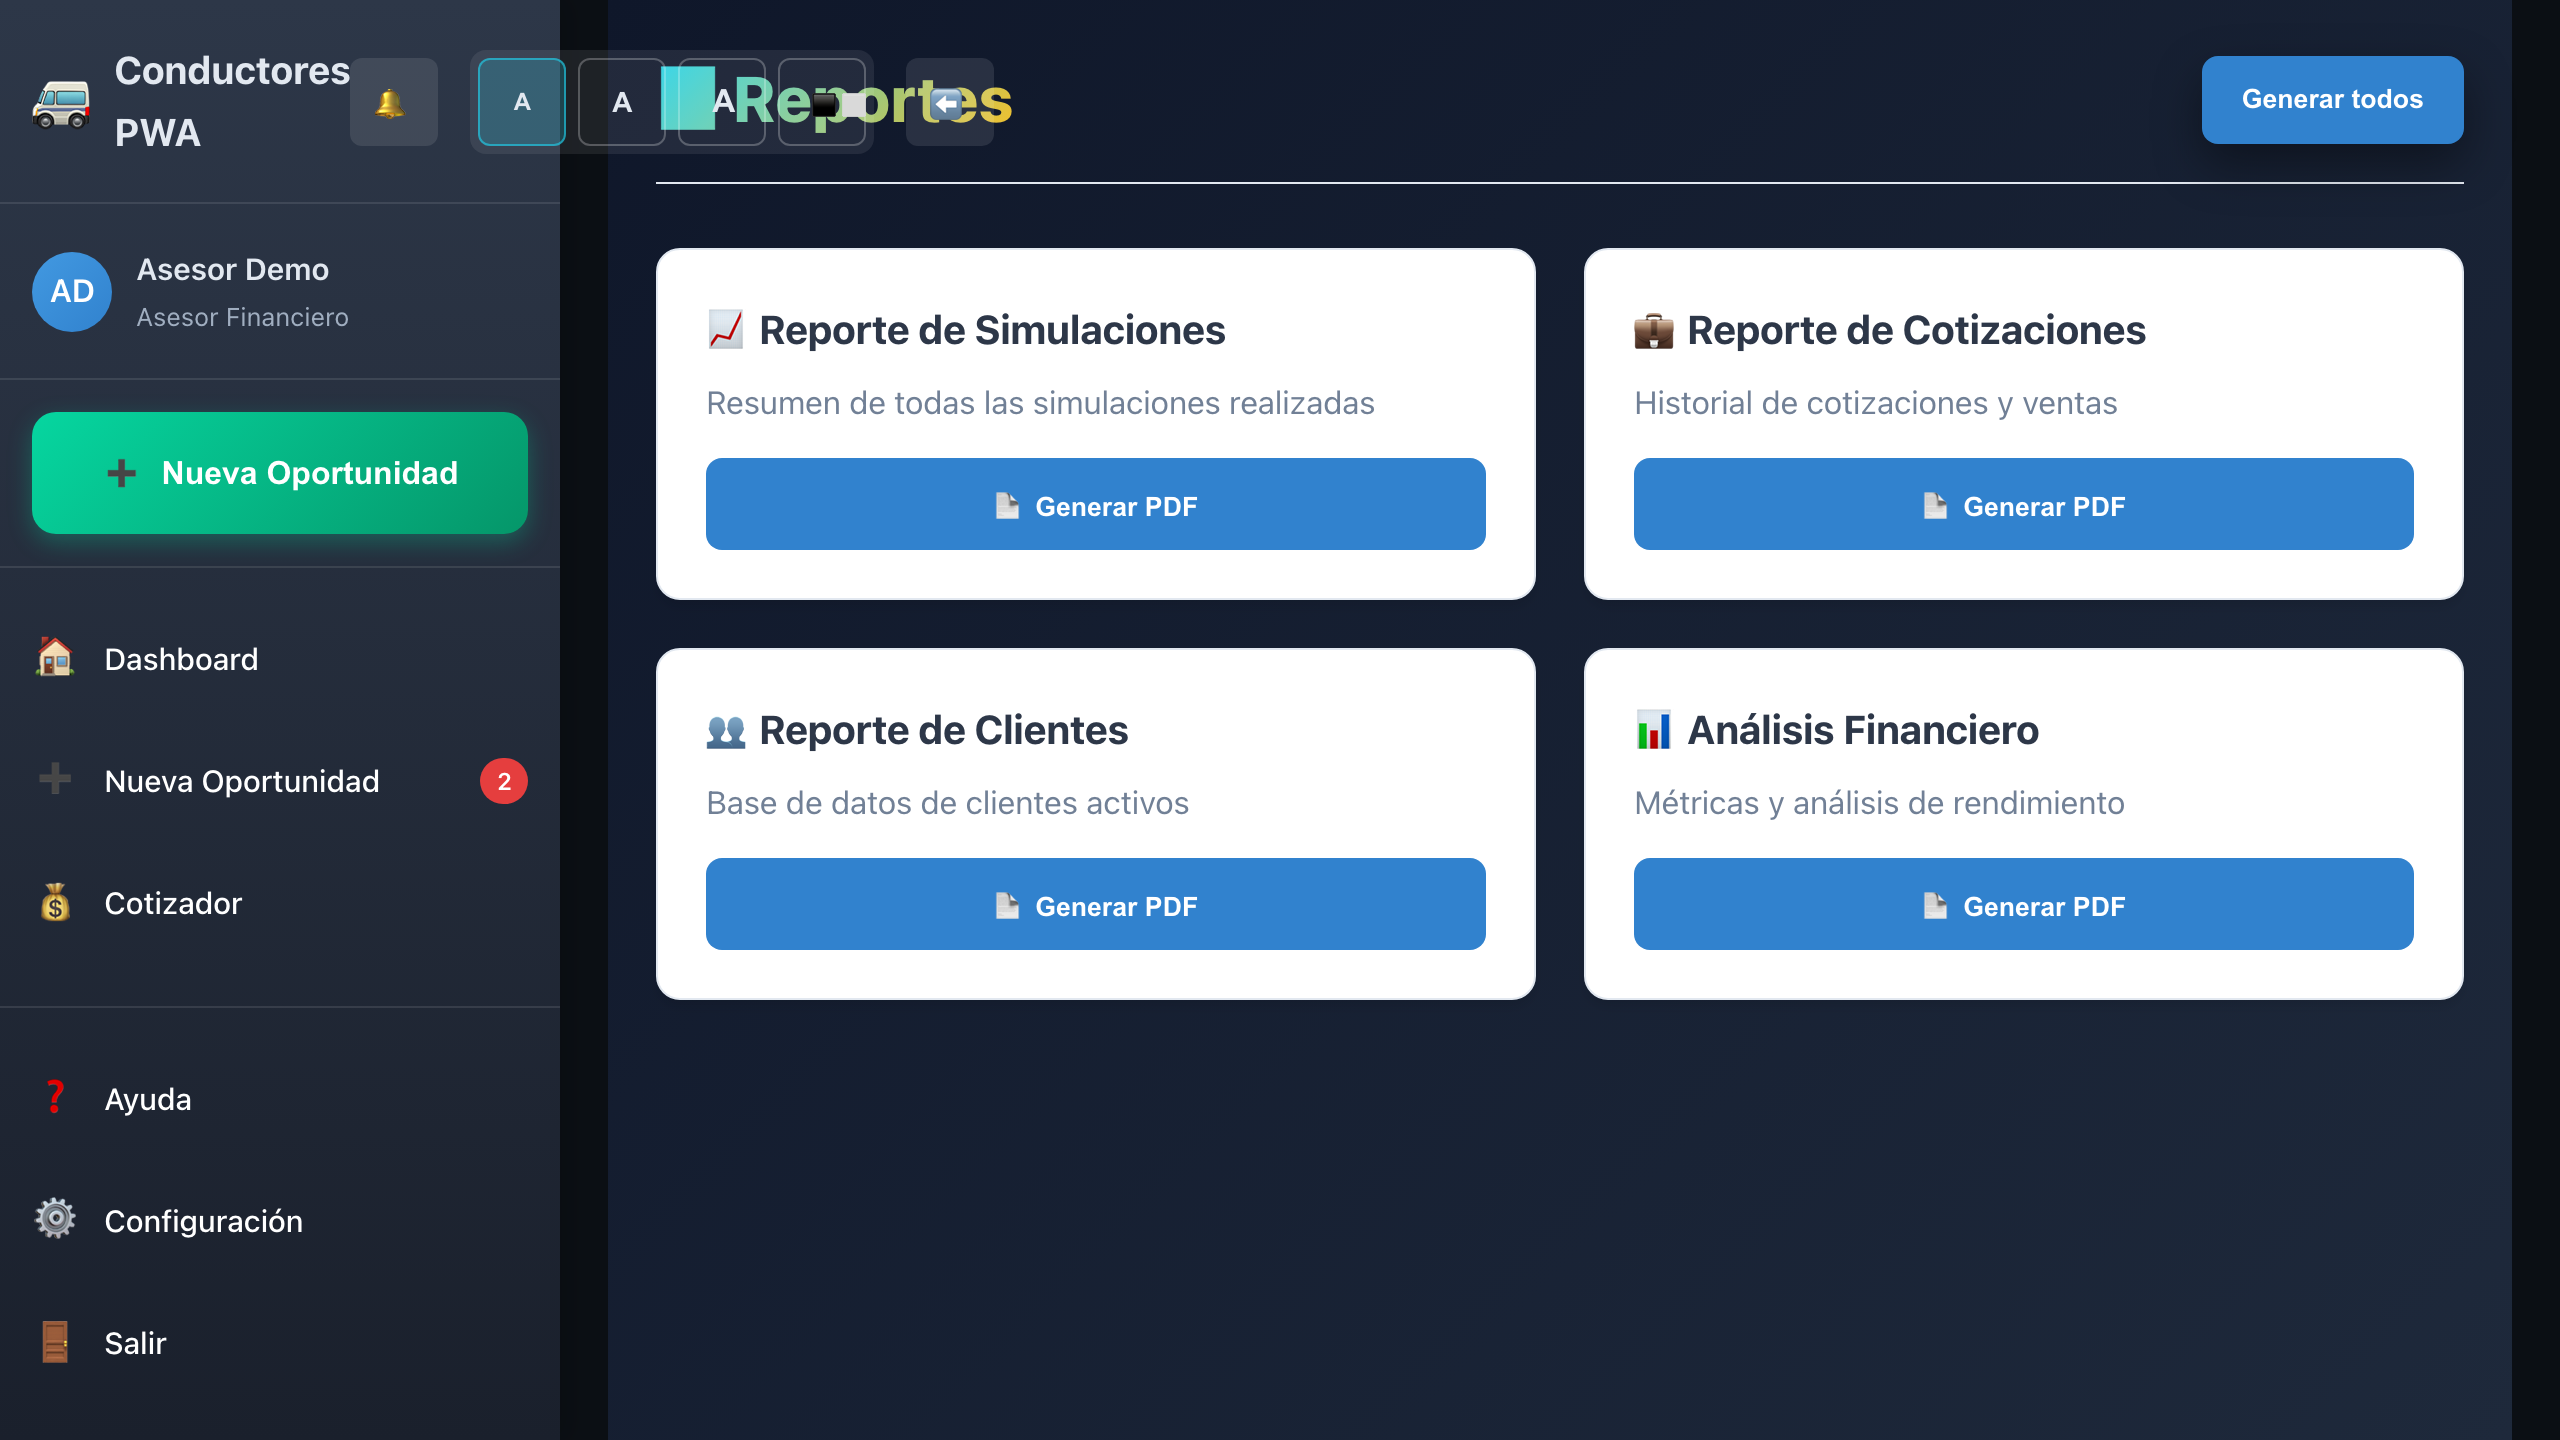 Conductores
PWA
A
A
A
Reportes
Generar todos
AD
Asesor Demo
Asesor Financiero
Nueva Oportunidad
Dashboard
Nueva Oportunidad
2
Cotizador
Ayuda
Configuración
Salir
Reporte de Simulaciones
Resumen de todas las simulaciones realizadas
Generar PDF
Reporte de Cotizaciones
Historial de cotizaciones y ventas
Generar PDF
Reporte de Clientes
Base de datos de clientes activos
Generar PDF
Análisis Financiero
Métricas y análisis de rendimiento
Generar PDF